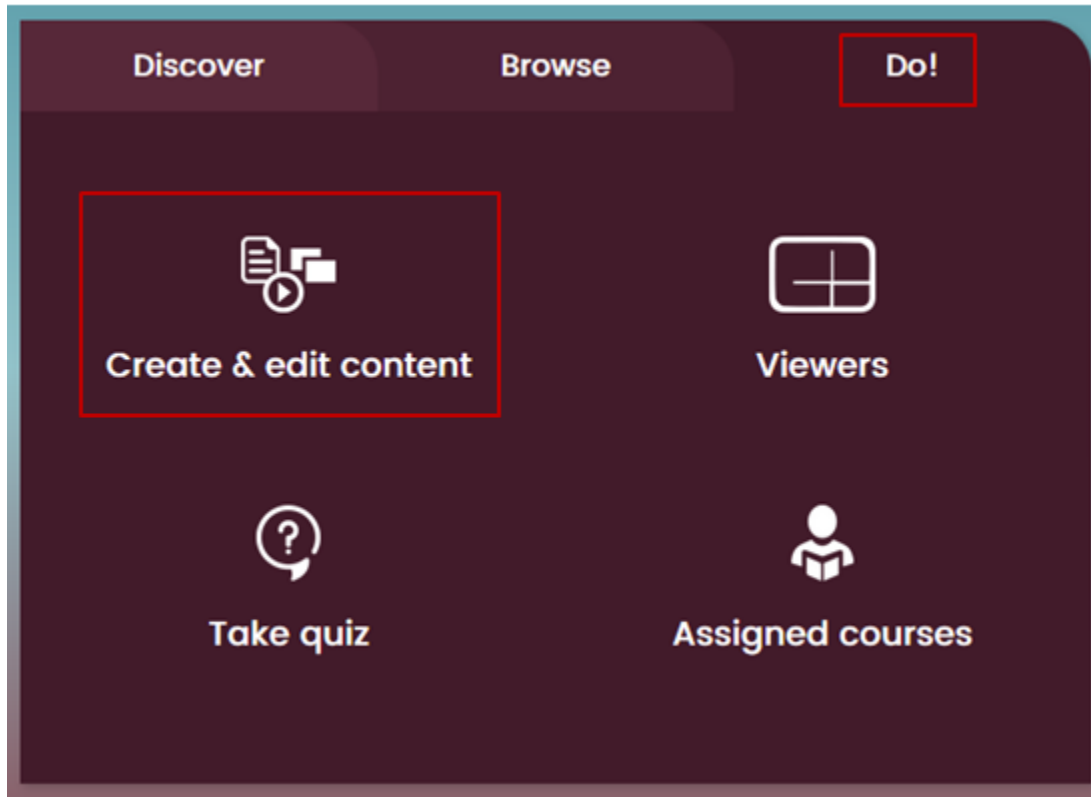 Discover
Browse
Do!
Create & edit content
Viewers
Take quiz
Assigned courses